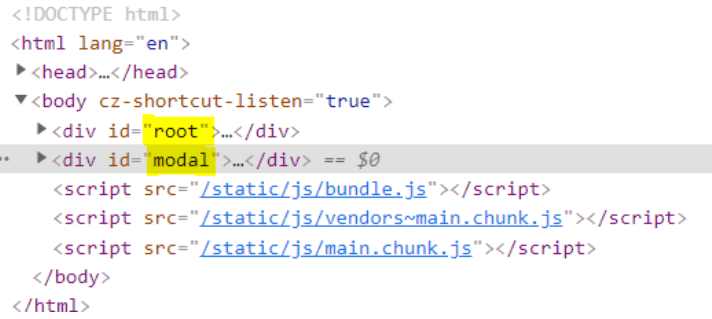 <!DOCTYPE html>
<html lang="en">
▶<head>…</head>
▼<body cz-shortcut-listen="true">
▶<div id="root">…</div>
··▶<div id="modal">…</div> == $0
<script src="/static/js/bundle.js"></script>
<script src="/static/js/vendors~main.chunk.js"></script>
<script src="/static/js/main.chunk.js"></script>
</body>
</html>